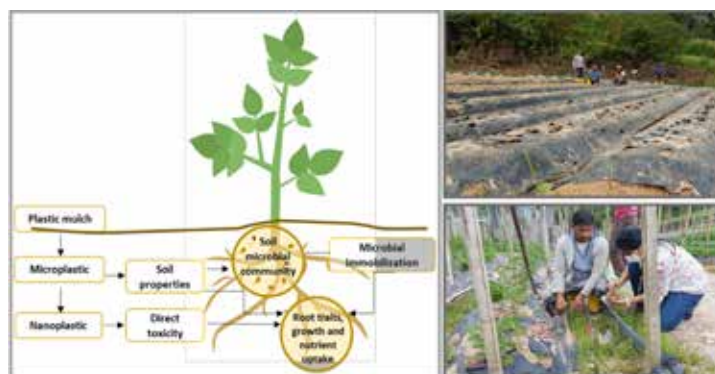 Plastic mulch
Soil
microbial
community
Microbial
immobilization
Microplastic
Soil
properties
Nanoplastic
Direct
toxicity
Root traits,
growth and
nutrient
uptake